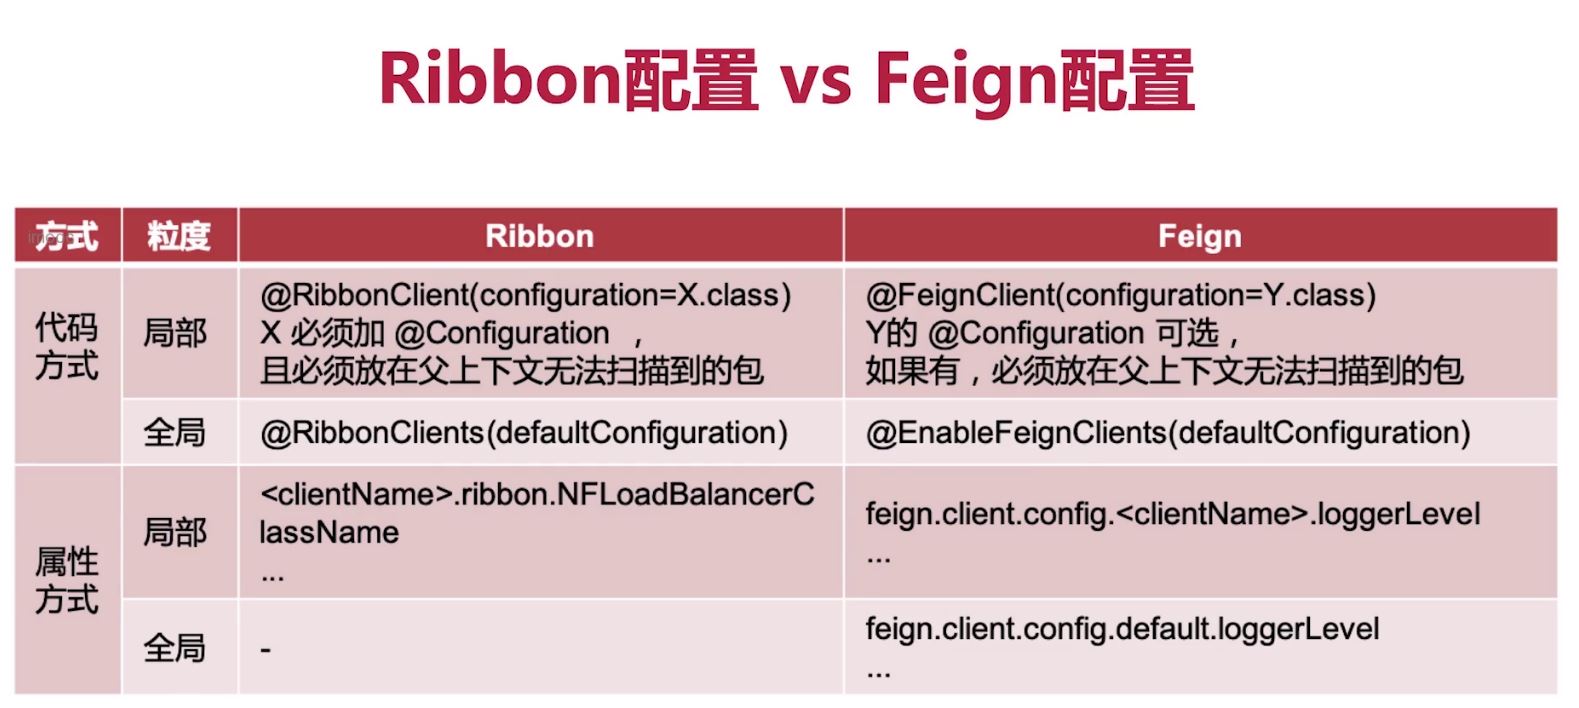 Ribbon配置 vs Feign配置
方式 粒度 Ribbon Feign
代码
方式
局部
@RibbonClient(configuration=X.class)
X 必须加 @Configuration ，
且必须放在父上下文无法扫描到的包
@FeignClient(configuration=Y.class)
Y的 @Configuration 可选，
如果有，必须放在父上下文无法扫描到的包
全局
@RibbonClients(defaultConfiguration)
@EnableFeignClients(defaultConfiguration)
属性
方式
局部
<clientName>.ribbon.NFLoadBalancerC
lassName
...
feign.client.config.<clientName>.loggerLevel
...
全局
-
feign.client.config.default.loggerLevel
...